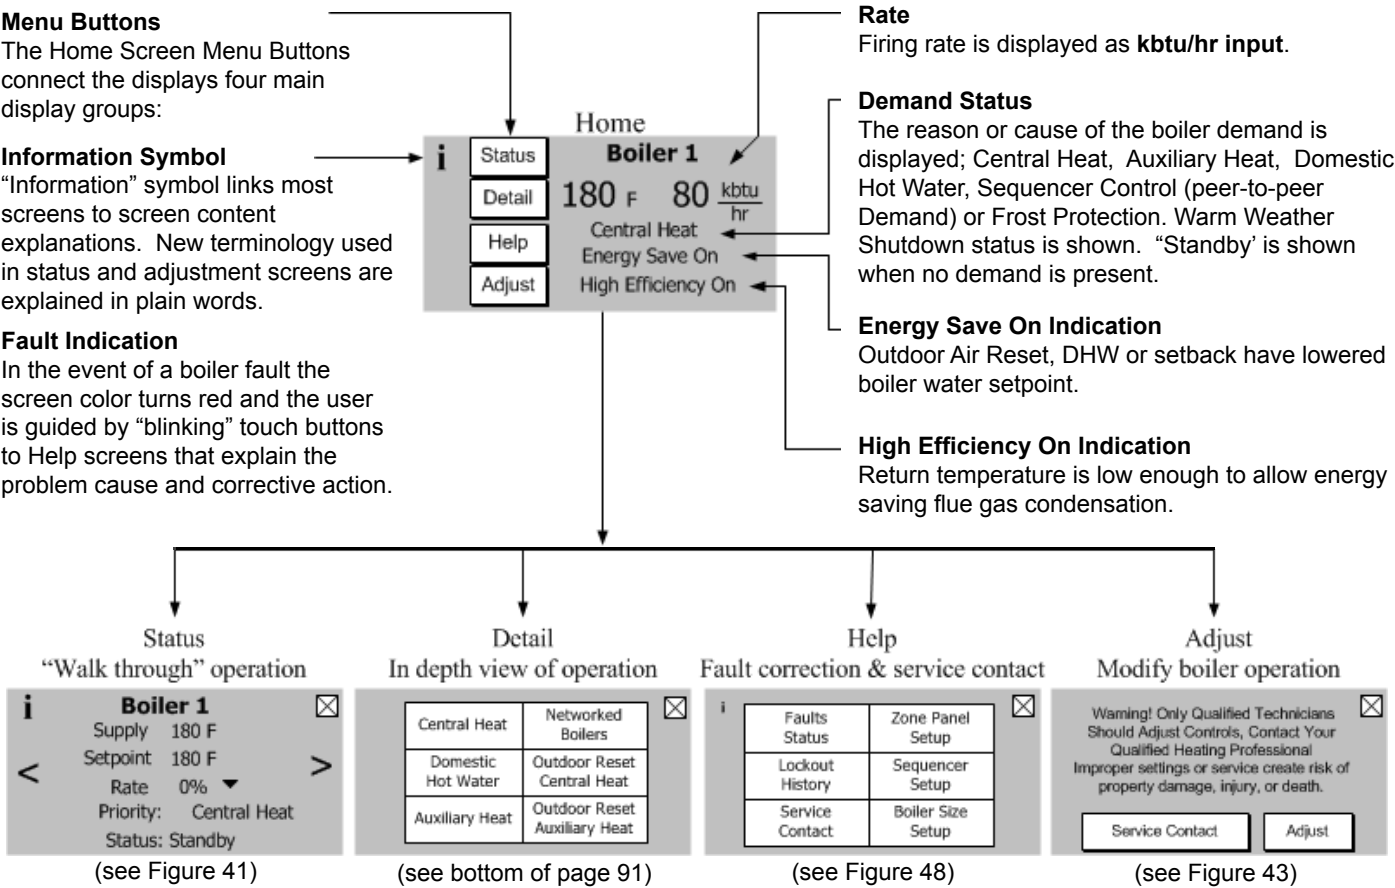 Menu Buttons
The Home Screen Menu Buttons
connect the displays four main
display groups:
Information Symbol
“Information” symbol links most
screens to screen content
explanations.  New terminology used
in status and adjustment screens are
explained in plain words.
Fault Indication
In the event of a boiler fault the
screen color turns red and the user
is guided by “blinking” touch buttons
to Help screens that explain the
problem cause and corrective action.
Home
i
Status
Detail
Help
Adjust
Boiler 1
180 F 80 kbtu
hr
Central Heat
Energy Save On
High Efficiency On
Rate
Firing rate is displayed as kbtu/hr input.
Demand Status
The reason or cause of the boiler demand is
displayed; Central Heat,  Auxiliary Heat,  Domestic
Hot Water, Sequencer Control (peer-to-peer
Demand) or Frost Protection. Warm Weather
Shutdown status is shown.  “Standby’ is shown
when no demand is present.
Energy Save On Indication
Outdoor Air Reset, DHW or setback have lowered
boiler water setpoint.
High Efficiency On Indication
Return temperature is low enough to allow energy
saving flue gas condensation.
Status
“Walk through” operation
i
Boiler 1
Supply 180 F
Setpoint 180 F
< >
Rate 0%
Priority: Central Heat
Status: Standby
(see Figure 41)
Detail
In depth view of operation
Central Heat
Networked
Boilers
Domestic
Hot Water
Outdoor Reset
Central Heat
Auxiliary Heat
Outdoor Reset
Auxiliary Heat
(see bottom of page 91)
Help
Fault correction & service contact
i
Faults
Status
Zone Panel
Setup
Lockout
History
Sequencer
Setup
Service
Contact
Boiler Size
Setup
(see Figure 48)
Adjust
Modify boiler operation
Warning! Only Qualified Technicians
Should Adjust Controls, Contact Your
Qualified Heating Professional
Improper settings or service create risk of
property damage, injury, or death.
Service Contact
Adjust
(see Figure 43)